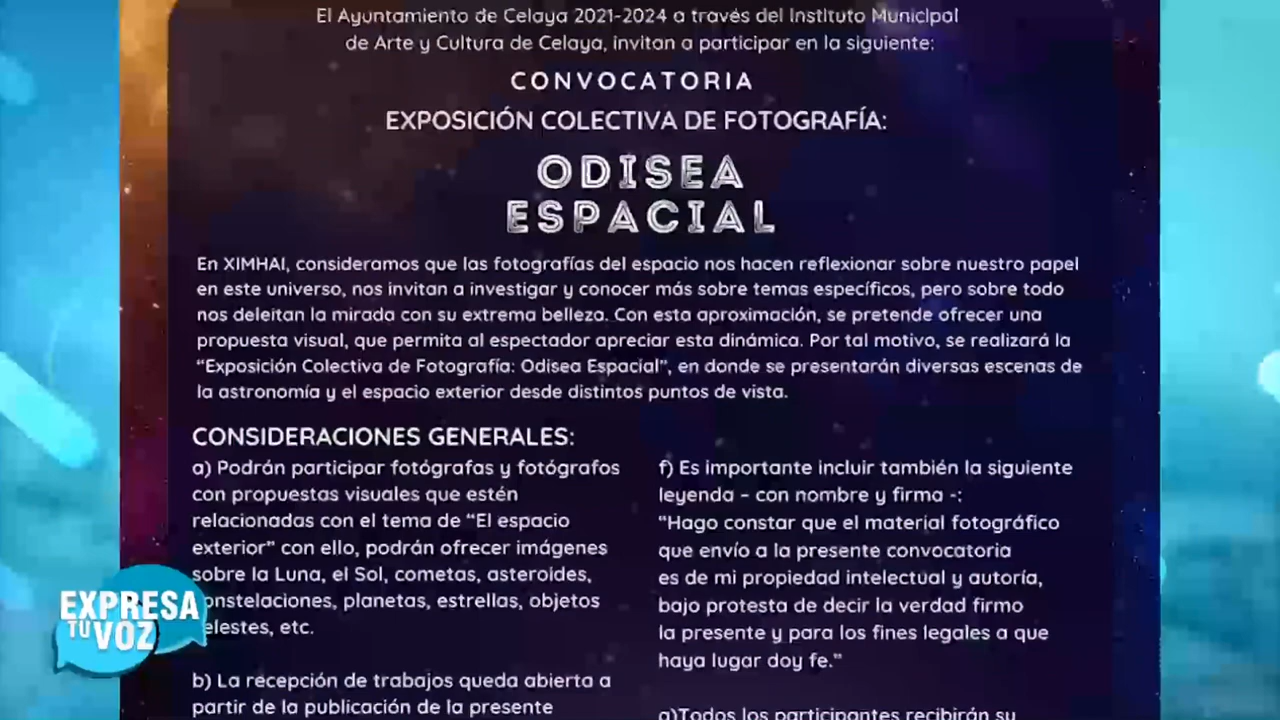 El Ayuntamiento de Celaya 2021-2024 a través del Instituto Municipal
de Arte y Cultura de Celaya, invitan a participar en la siguiente:
CONVOCATORIA
EXPOSICIÓN COLECTIVA DE FOTOGRAFÍA:
ODISEA
ESPACIAL
En XIMHAI, consideramos que las fotografías del espacio nos hacen reflexionar sobre nuestro papel
en este universo, nos invitan a investigar y conocer más sobre temas específicos, pero sobre todo
nos deleitan la mirada con su extrema belleza. Con esta aproximación, se pretende ofrecer una
propuesta visual, que permita al espectador apreciar esta dinámica. Por tal motivo, se realizará la
“Exposición Colectiva de Fotografía: Odisea Espacial”, en donde se presentarán diversas escenas de
la astronomía y el espacio exterior desde distintos puntos de vista.
CONSIDERACIONES GENERALES:
a) Podrán participar fotógrafas y fotógrafos
con propuestas visuales que estén
relacionadas con el tema de “El espacio
exterior” con ello, podrán ofrecer imágenes
sobre la Luna, el Sol, cometas, asteroides,
onstelaciones, planetas, estrellas, objetos
elestes, etc.
b) La recepción de trabajos queda abierta a
partir de la publicación de la presente
f) Es importante incluir también la siguiente
leyenda – con nombre y firma -:
“Hago constar que el material fotográfico
que envío a la presente convocatoria
es de mi propiedad intelectual y autoría,
bajo protesta de decir la verdad firmo
la presente y para los fines legales a que
haya lugar doy fe.”
g)Todos los participantes recibirán su
EXPRESA
TU VOZ